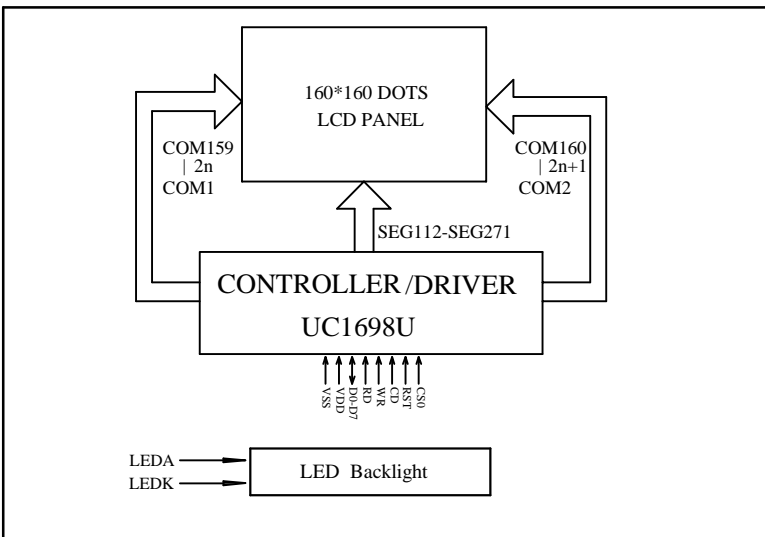 160*160 DOTS
LCD PANEL
COM159
| 2n
COM1
COM160
| 2n+1
COM2
SEG112-SEG271
CONTROLLER/DRIVER
UC1698U
VSS
VDD
D0-D7
RD
WR
CD
RST
CS0
LEDA
LEDK
LED Backlight